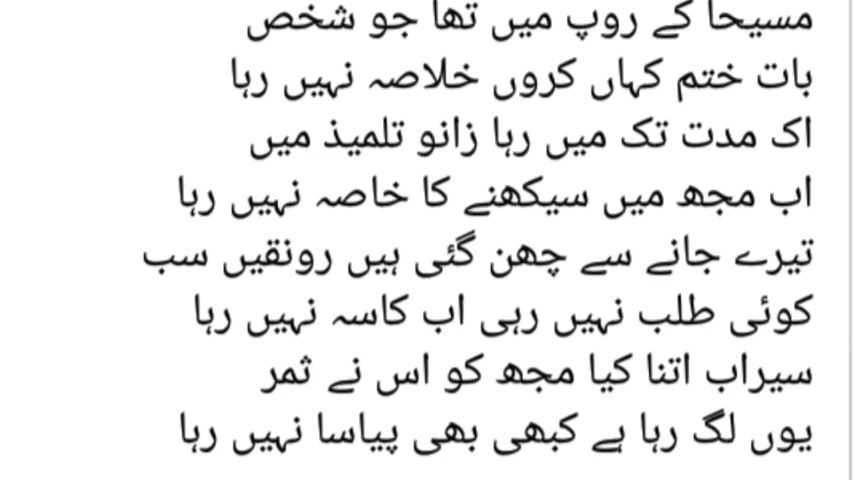 مسیحا کے روپ میں تھا جو شخص
بات ختم کہاں کروں خلاصہ نہیں رہا
اک مدت تک میں رہا زانو تلمیذ میں
اب مجھ میں سیکھنے کا خاصہ نہیں رہا
تیرے جانے سے چھن گئی ہیں رونقیں سب
کوئی طلب نہیں رہی اب کاسہ نہیں رہا
سیراب اتنا کیا مجھ کو اس نے ثمر
یوں لگ رہا ہے کبھی بھی پیاسا نہیں رہا